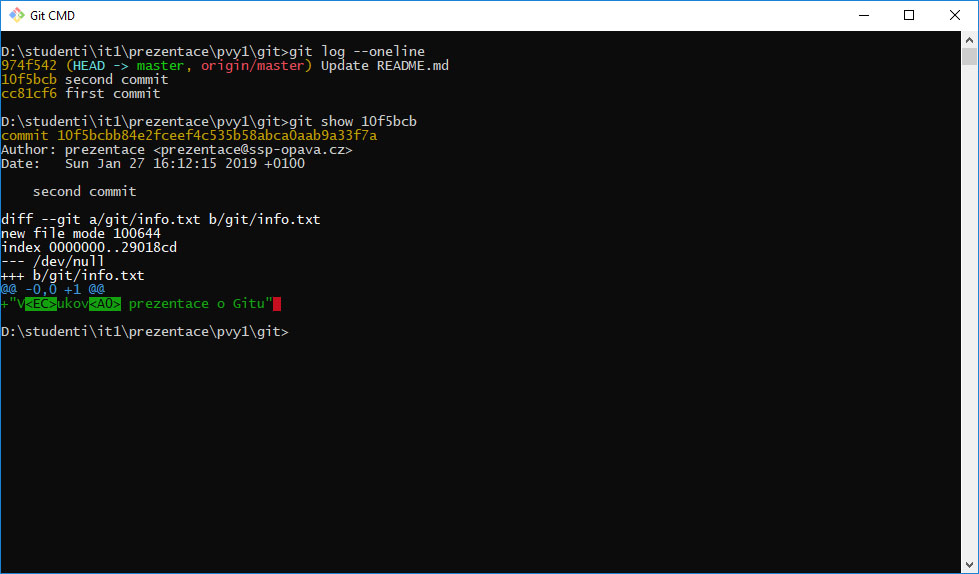 Git CMD
D:\studenti\it1\prezentace\pvy1\git>git log --oneline
974f542 (HEAD -> master, origin/master) Update README.md
10f5bcb second commit
cc81cf6 first commit
D:\studenti\it1\prezentace\pvy1\git>git show 10f5bcb
commit 10f5bcbb84e2fceef4c535b58abca0aab9a33f7a
Author: prezentace <prezentace@ssp-opava.cz>
Date:   Sun Jan 27 16:12:15 2019 +0100
    second commit
diff --git a/git/info.txt b/git/info.txt
new file mode 100644
index 0000000..29018cd
--- /dev/null
+++ b/git/info.txt
@@ -0,0 +1 @@
+"V<EC>ukov<A0> prezentace o Gitu"
D:\studenti\it1\prezentace\pvy1\git>